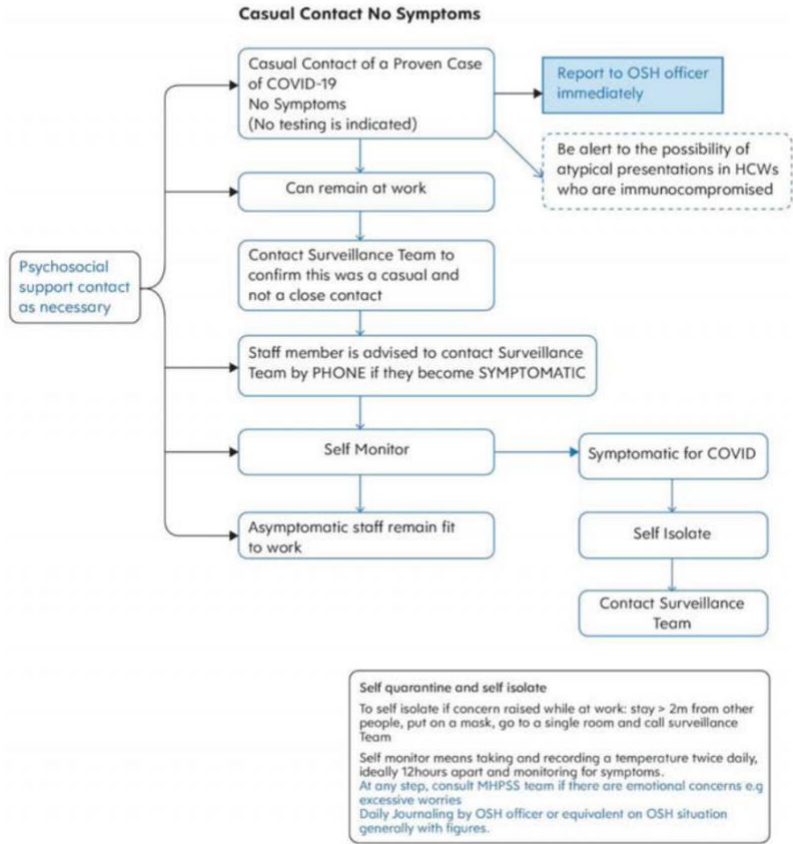 Casual Contact No Symptoms
Casual Contact of a Proven Case
of COVID-19
No Symptoms
(No testing is indicated)
Report to OSH officer
immediately
Be alert to the possibility of
atypical presentations in HCWs
who are immunocompromised
Can remain at work
Contact Surveillance Team to
confirm this was a casual and
not a close contact
Psychosocial
support contact
as necessary
Staff member is advised to contact Surveillance
Team by PHONE if they become SYMPTOMATIC
Self Monitor
Symptomatic for COVID
Asymptomatic staff remain fit
to work
Self Isolate
Contact Surveillance
Team
Self quarantine and self isolate
To self isolate if concern raised while at work: stay > 2m from other
people, put on a mask, go to a single room and call surveillance
Team
Self monitor means taking and recording a temperature twice daily,
ideally 12hours apart and monitoring for symptoms.
At any step, consult MHPSS team if there are emotional concerns e.g
excessive worries
Daily Journaling by OSH officer or equivalent on OSH situation
generally with figures.